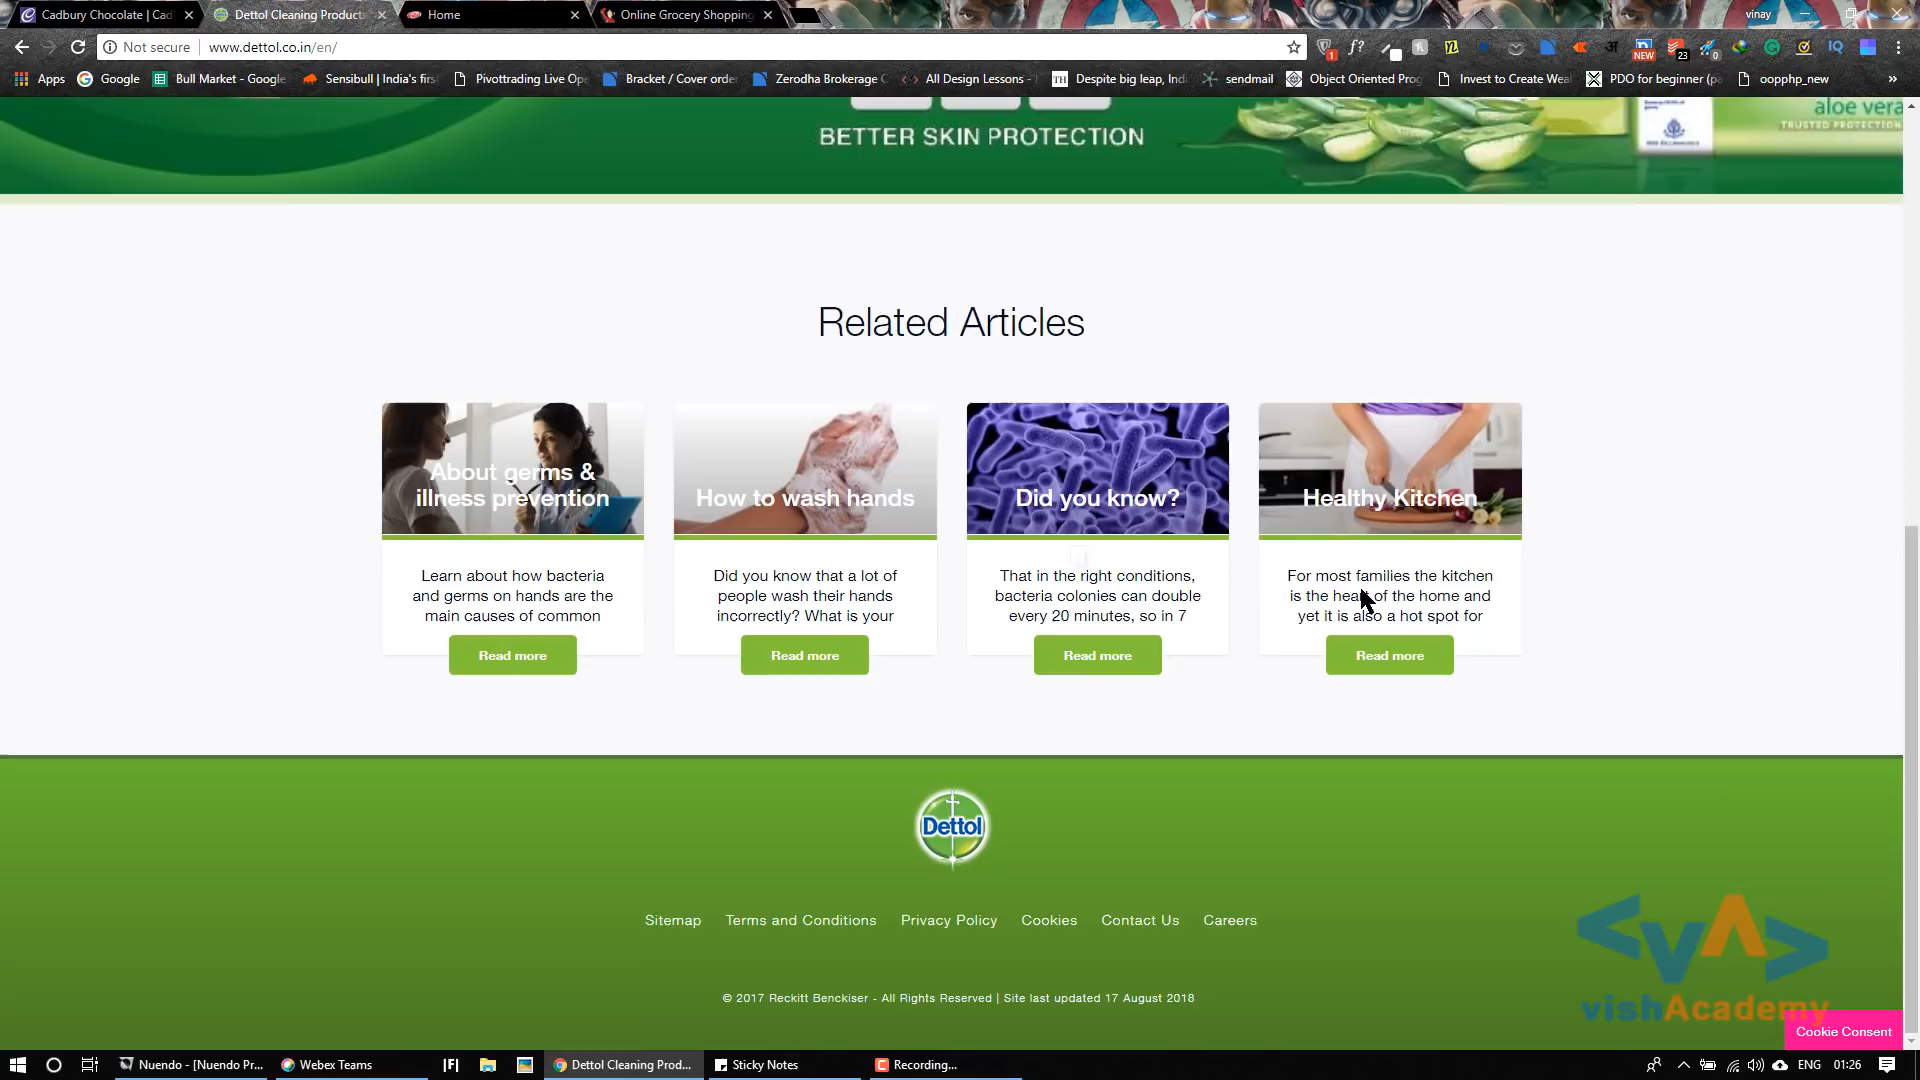 Cadbury Chocolate | Cad
Dettol Cleaning Product
Home
Online Grocery Shopping
vinay
Not secure
www.dettol.co.in/en/
1
f?
NEW
23
0
IQ
Apps
Google
Bull Market - Google
Sensibull | India's firs
Pivottrading Live Op
Bracket / Cover order
Zerodha Brokerage C
All Design Lessons -
TH
Despite big leap, Indi
sendmail
Object Oriented Prog
Invest to Create Weal
PDO for beginner (p
oopphp_new
»
BETTER SKIN PROTECTION
aloe vera
TRUSTED PROTECTION
Related Articles
About germs &
illness prevention
Learn about how bacteria
and germs on hands are the
main causes of common
Read more
How to wash hands
Did you know that a lot of
people wash their hands
incorrectly? What is your
Read more
Did you know?
That in the right conditions,
bacteria colonies can double
every 20 minutes, so in 7
Read more
Healthy Kitchen
For most families the kitchen
is the heart of the home and
yet it is also a hot spot for
Read more
Dettol
Sitemap
Terms and Conditions
Privacy Policy
Cookies
Contact Us
Careers
© 2017 Reckitt Benckiser - All Rights Reserved | Site last updated 17 August 2018
<VA>
vishAcademy
Cookie Consent
Nuendo - [Nuendo Pr...
Webex Teams
Dettol Cleaning Prod...
Sticky Notes
Recording...
ENG
01:26